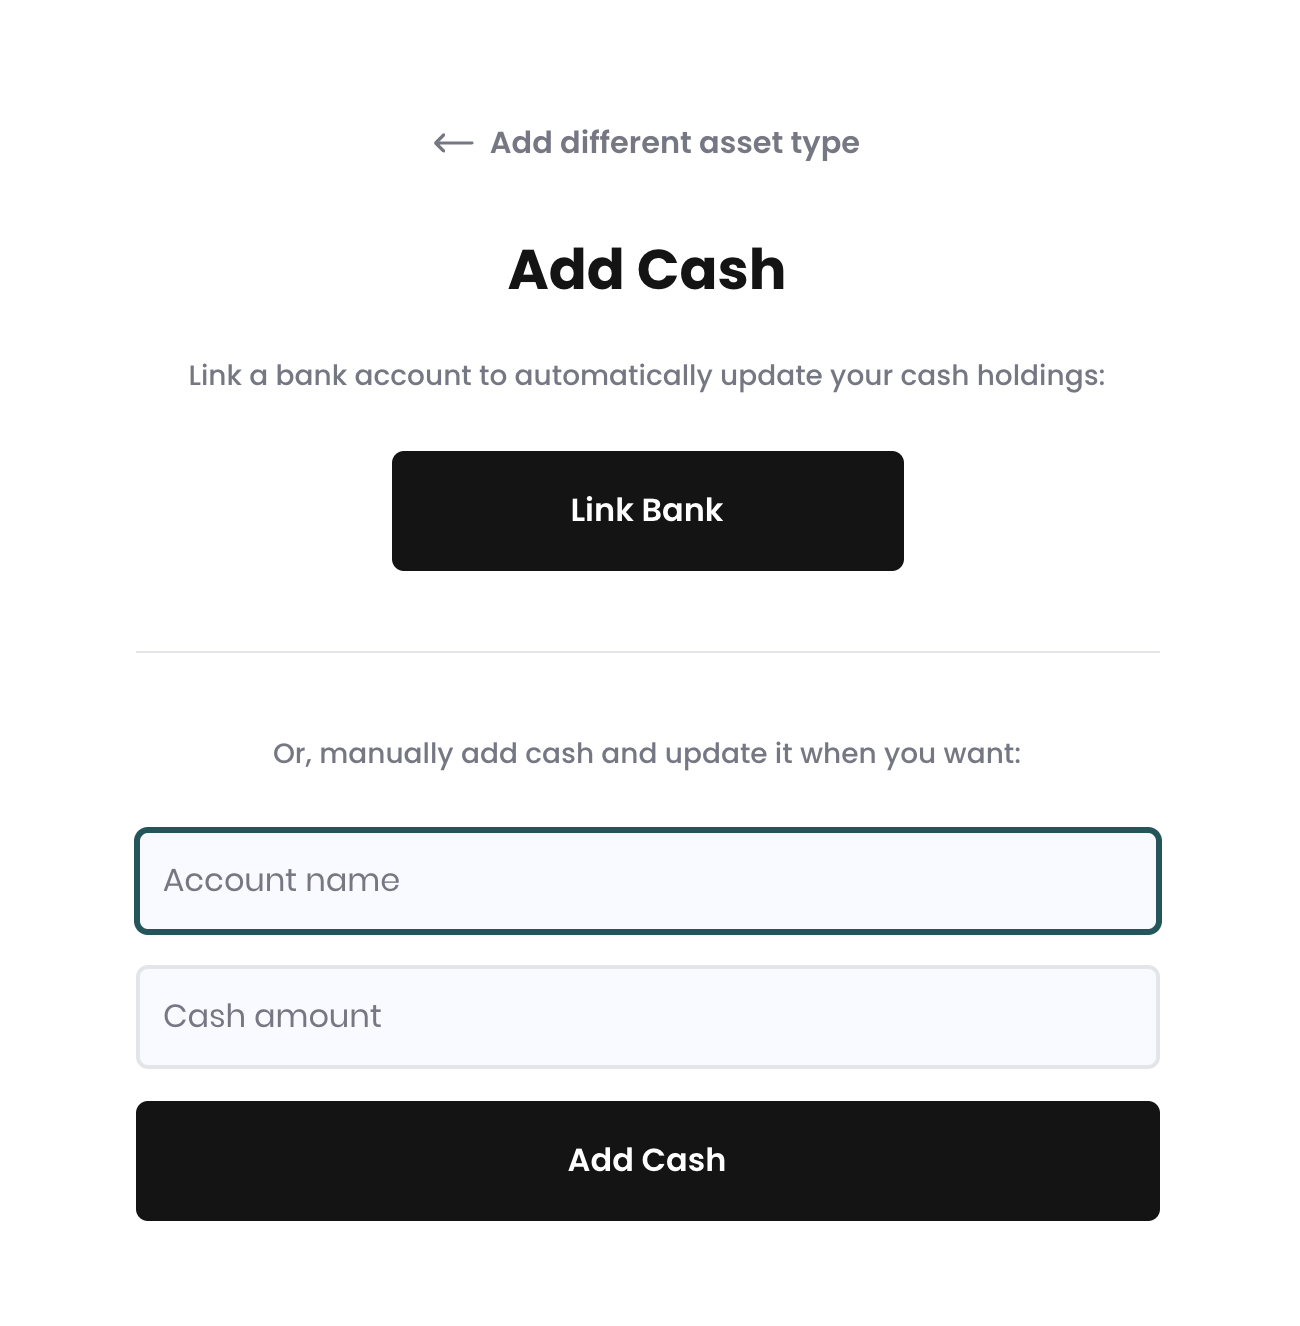 Add different asset type
Add Cash
Link a bank account to automatically update your cash holdings:
Link Bank
Or, manually add cash and update it when you want:
Account name
Cash amount
Add Cash